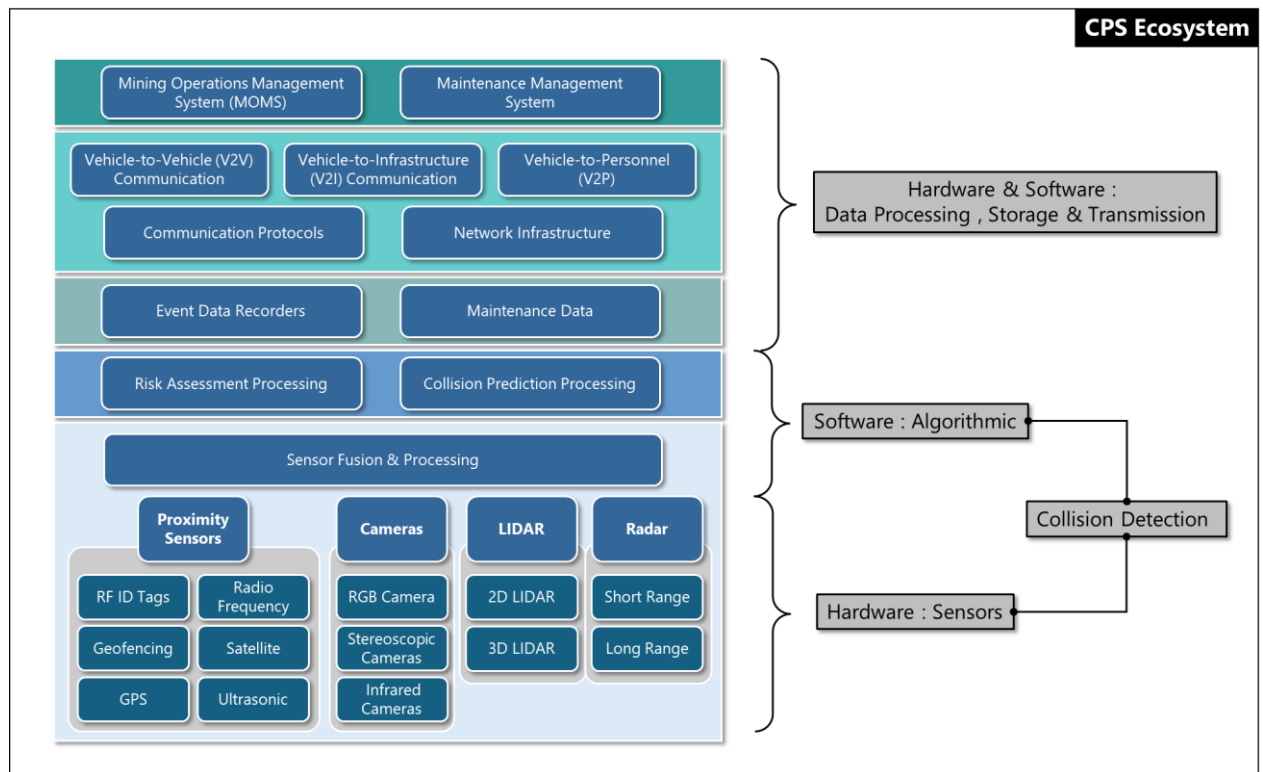 CPS Ecosystem
Mining Operations Management
System (MOMS)
Maintenance Management
System
Vehicle-to-Vehicle (V2V)
Communication
Vehicle-to-Infrastructure
(V2I) Communication
Vehicle-to-Personnel
(V2P)
Communication Protocols
Network Infrastructure
Event Data Recorders
Maintenance Data
Risk Assessment Processing
Collision Prediction Processing
Sensor Fusion & Processing
Proximity
Sensors
RF ID Tags
Radio
Frequency
Geofencing
Satellite
GPS
Ultrasonic
Cameras
RGB Camera
Stereoscopic
Cameras
Infrared
Cameras
LIDAR
2D LIDAR
3D LIDAR
Radar
Short Range
Long Range
Hardware & Software :
Data Processing , Storage & Transmission
Software : Algorithmic
Collision Detection
Hardware : Sensors